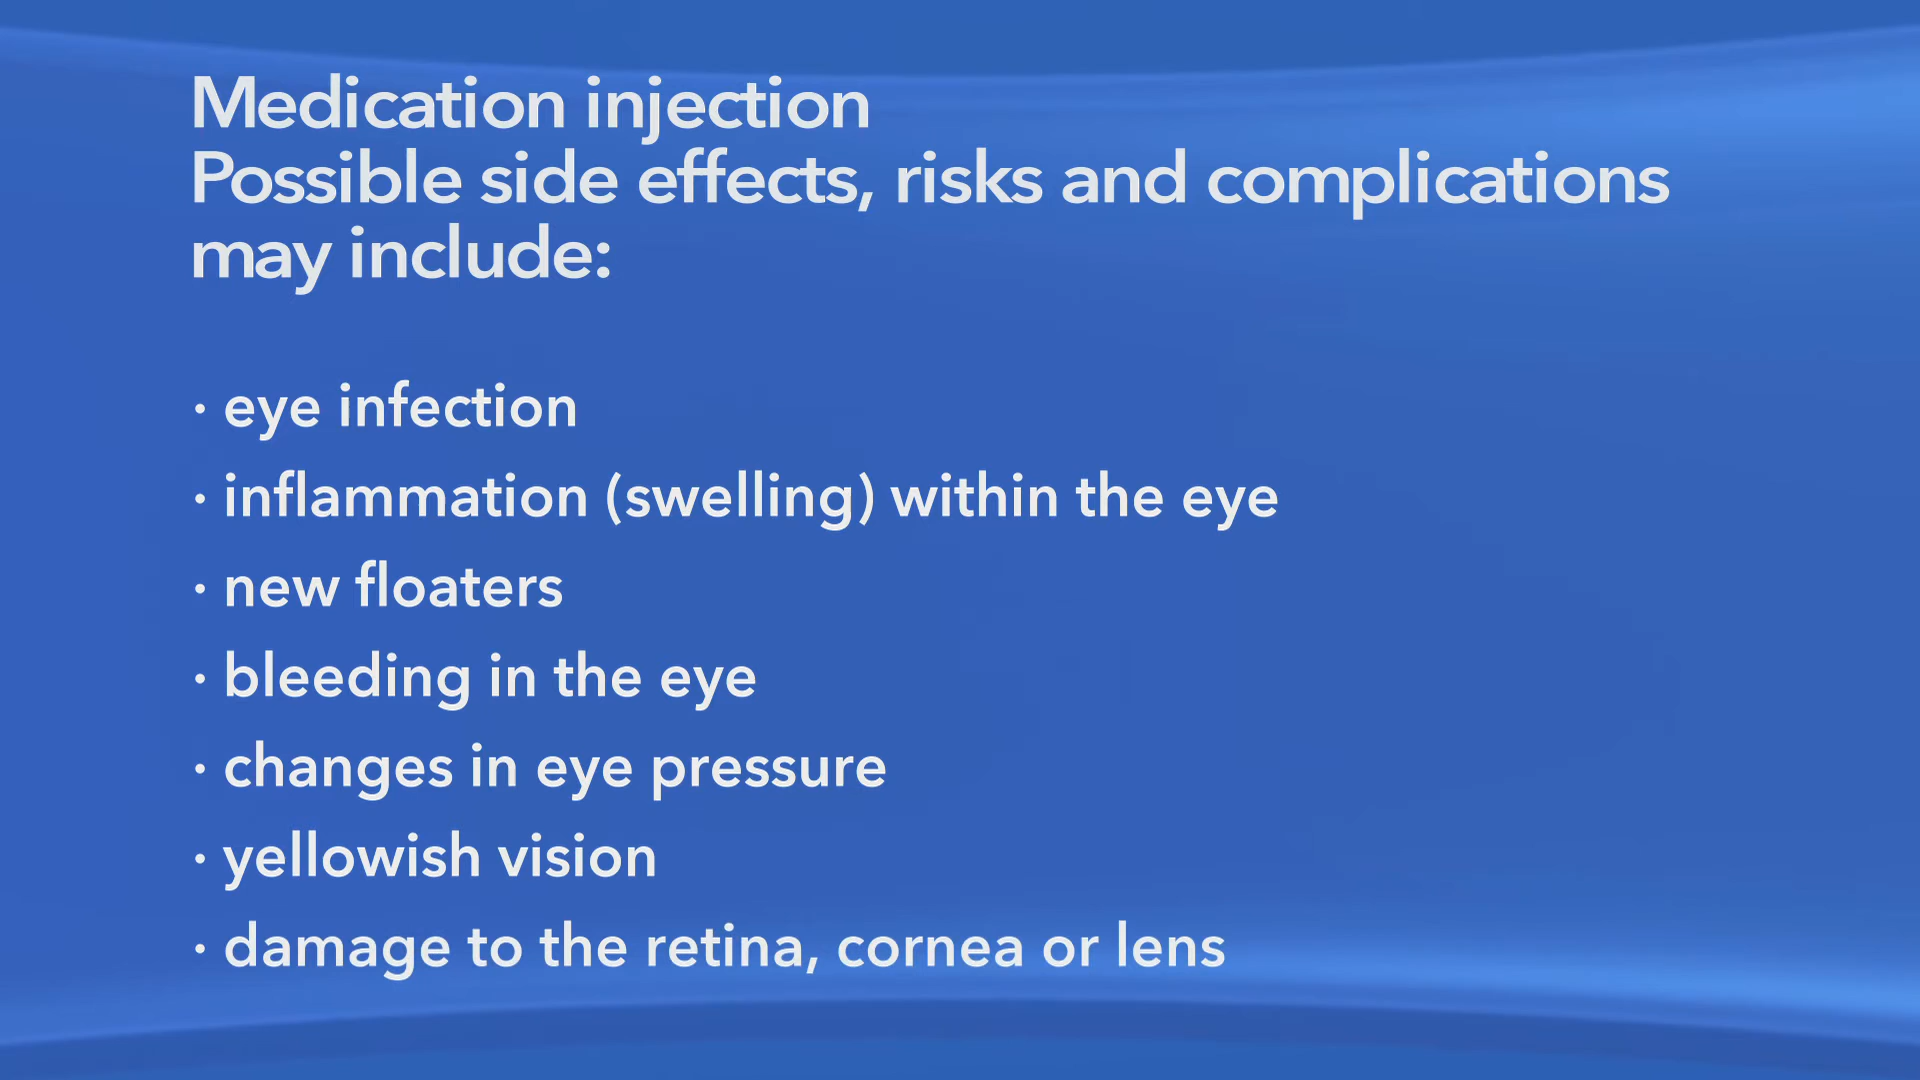 Medication injection
Possible side effects, risks and complications
may include:
· eye infection
· inflammation (swelling) within the eye
· new floaters
· bleeding in the eye
· changes in eye pressure
· yellowish vision
· damage to the retina, cornea or lens